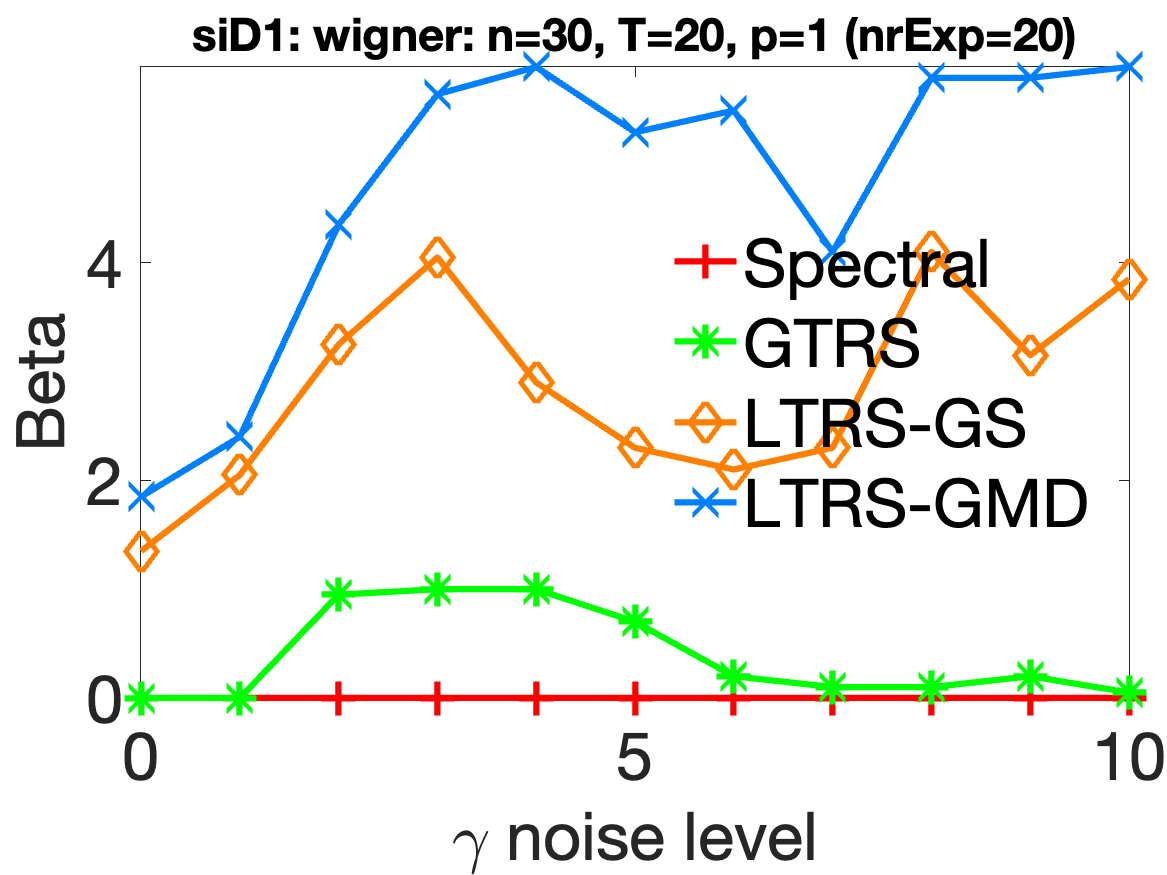 siD1: wigner: n=30, T=20, p=1 (nrExp=20)
Beta
4
2
0
0
5
10
γ noise level
Spectral
GTRS
LTRS-GS
LTRS-GMD